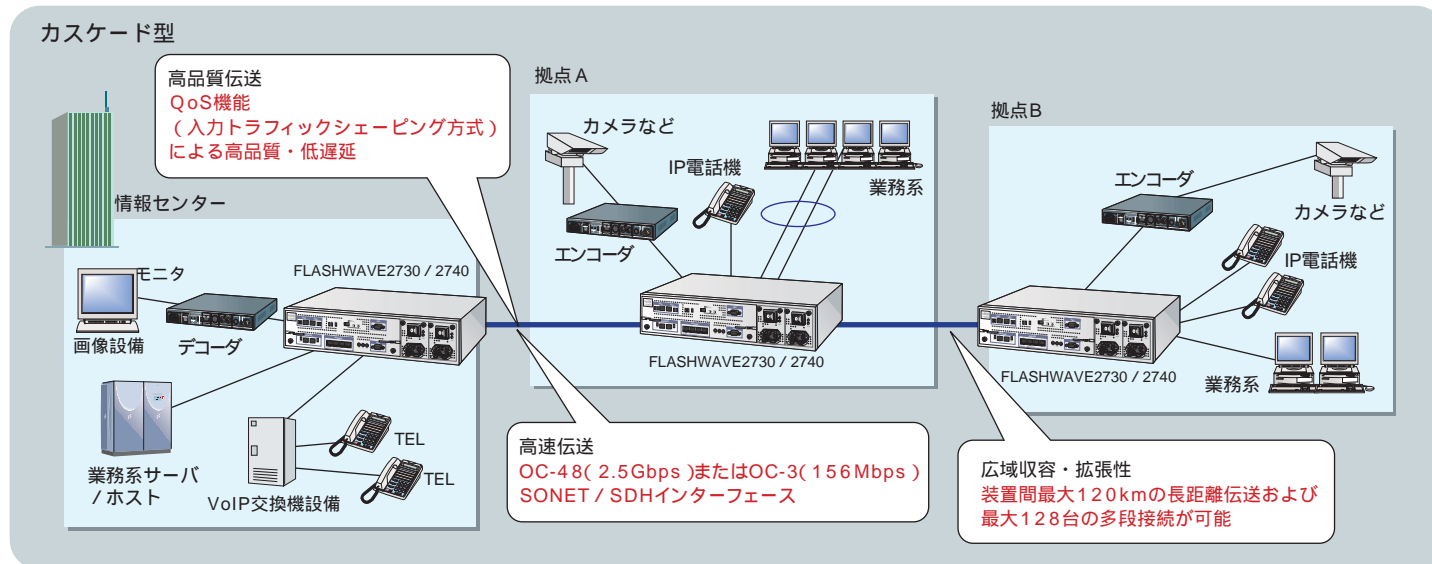 カスケード型
高品質伝送
QoS機能
(入力トラフィックシェーピング方式)
による高品質・低遅延
情報センター
モニタ
FLASHWAVE2730 / 2740
画像設備
デコーダ
業務系サーバ
/ ホスト
VoIP交換機設備
TEL
TEL
拠点A
カメラなど
IP電話機
業務系
エンコーダ
FLASHWAVE2730 / 2740
高速伝送
OC-48(2.5Gbps)またはOC-3(156Mbps)
SONET / SDHインターフェース
拠点B
エンコーダ
カメラなど
IP電話機
FLASHWAVE2730 / 2740
業務系
広域収容・拡張性
装置間最大120kmの長距離伝送および
最大128台の多段接続が可能